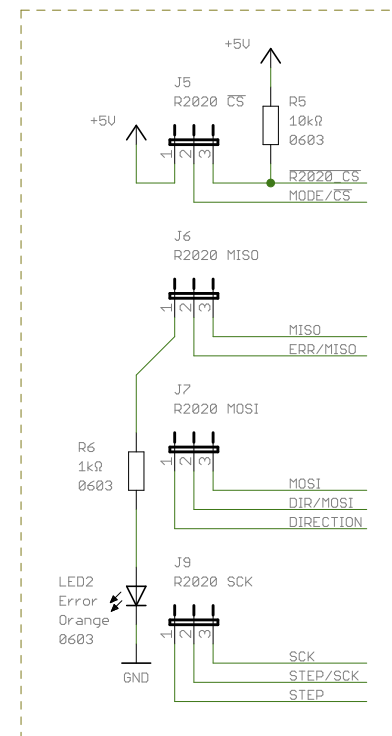 +5V
J5
R2020 CS
R5
10kΩ
0603
+5V
1 2 3
R2020_CS
MODE/CS
J6
R2020 MISO
1 2 3
MISO
ERR/MISO
J7
R2020 MOSI
R6
1kΩ
0603
1 2 3
MOSI
DIR/MOSI
DIRECTION
J9
R2020 SCK
LED2
Error
Orange
0603
1 2 3
SCK
STEP/SCK
STEP
GND